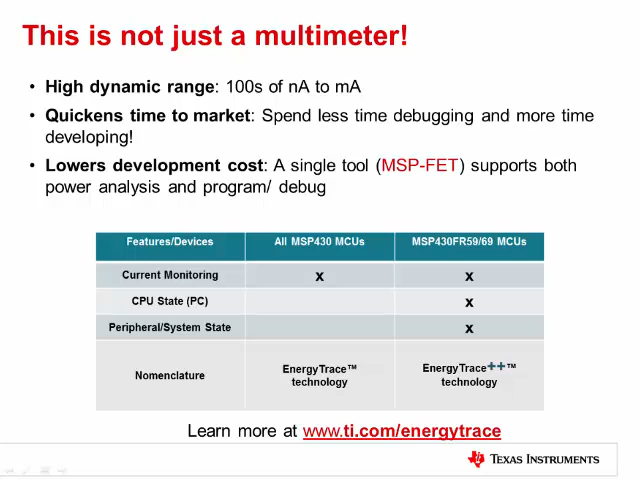 This is not just a multimeter!
• High dynamic range: 100s of nA to mA
• Quickens time to market: Spend less time debugging and more time
developing!
• Lowers development cost: A single tool (MSP-FET) supports both
power analysis and program/ debug
Features/Devices All MSP430 MCUs MSP430FR59/69 MCUs
Current Monitoring x x
CPU State (PC) x
Peripheral/System State x
Nomenclature EnergyTrace™ technology EnergyTrace++™ technology
Learn more at www.ti.com/energytrace
TEXAS INSTRUMENTS